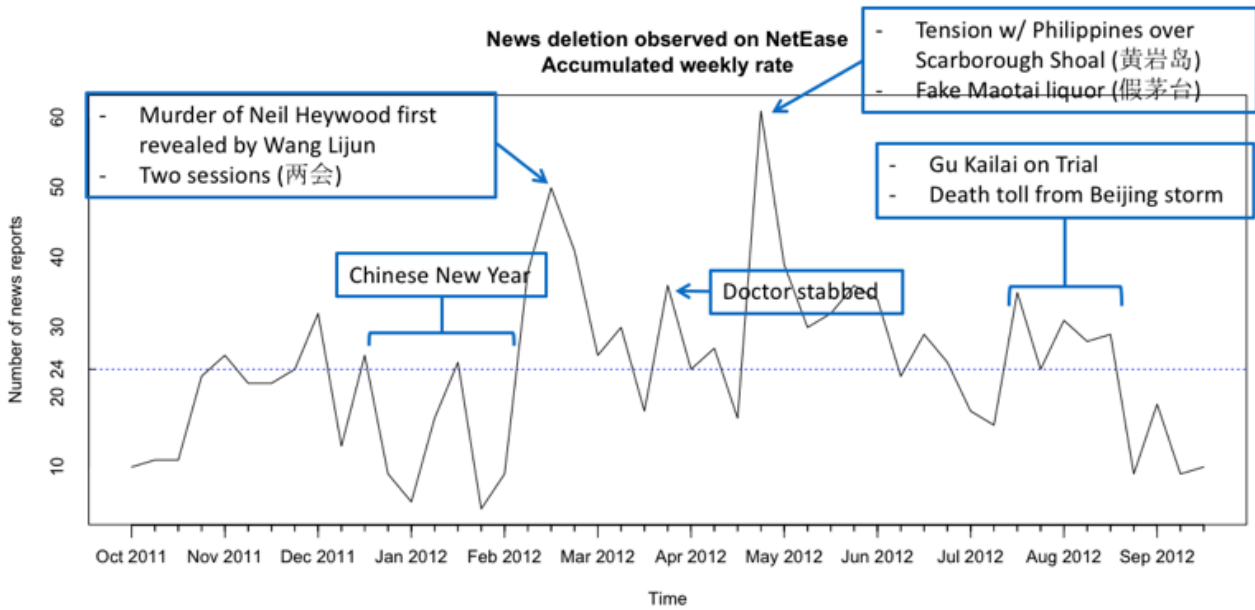 News deletion observed on NetEase
Accumulated weekly rate
- Tension w/ Philippines over
Scarborough Shoal (黄岩岛)
- Fake Maotai liquor (假茅台)
- Murder of Neil Heywood first
revealed by Wang Lijun
- Two sessions (两会)
- Gu Kailai on Trial
- Death toll from Beijing storm
Chinese New Year
Doctor stabbed
Number of news reports
60
50
40
30
24
20
10
Oct 2011 Nov 2011 Dec 2011 Jan 2012 Feb 2012 Mar 2012 Apr 2012 May 2012 Jun 2012 Jul 2012 Aug 2012 Sep 2012
Time